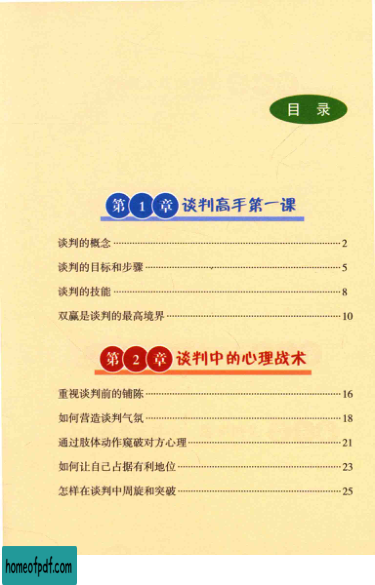 目 录
第1章 谈判高手第一课
谈判的概念 2
谈判的目标和步骤 5
谈判的技能 8
双赢是谈判的最高境界 10
第2章 谈判中的心理战术
重视谈判前的铺陈 16
如何营造谈判气氛 18
通过肢体动作窥破对方心理 21
如何让自己占据有利地位 23
怎样在谈判中周旋和突破 25
homeofpdf.com